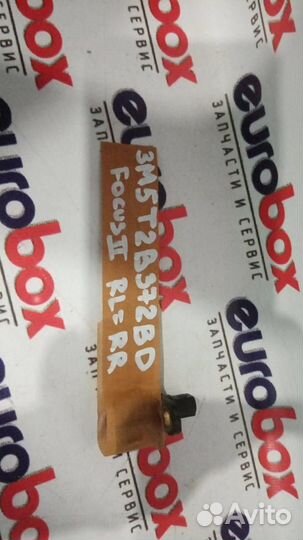 eurobox
ЗАПЧАСТИ И СЕРВИС
eurobox
ЗАПЧАСТИ И СЕРВИС
3M5T2B372BD
FOCUS II RL=RR
eurobox
ЗАПЧАСТИ И СЕРВИС
eurobox
ЗАПЧАСТИ И СЕРВИС
Avito